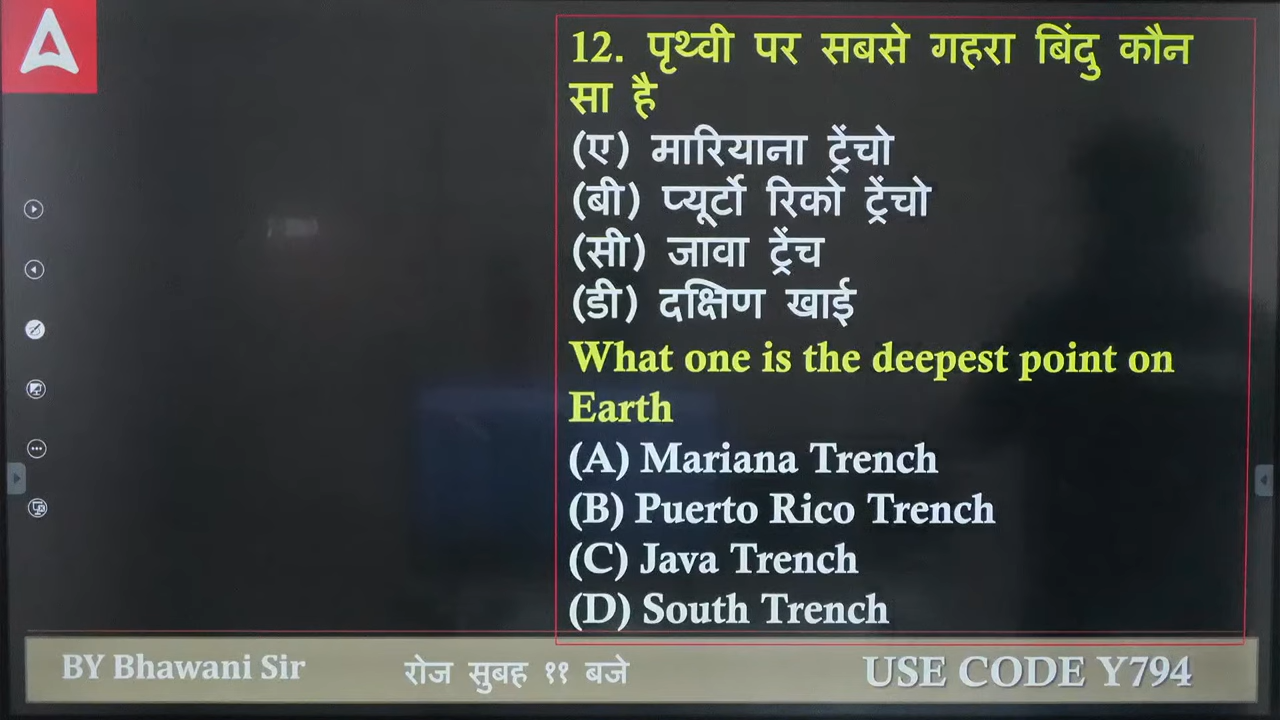 12. पृथ्वी पर सबसे गहरा बिंदु कौन
सा है
(ए) मारियाना ट्रेंचो
(बी) प्यूर्टो रिको ट्रेंचो
(सी) जावा ट्रेंच
(डी) दक्षिण खाई
What one is the deepest point on
Earth
(A) Mariana Trench
(B) Puerto Rico Trench
(C) Java Trench
(D) South Trench
BY Bhawani Sir रोज सुबह ११ बजे USE CODE Y794